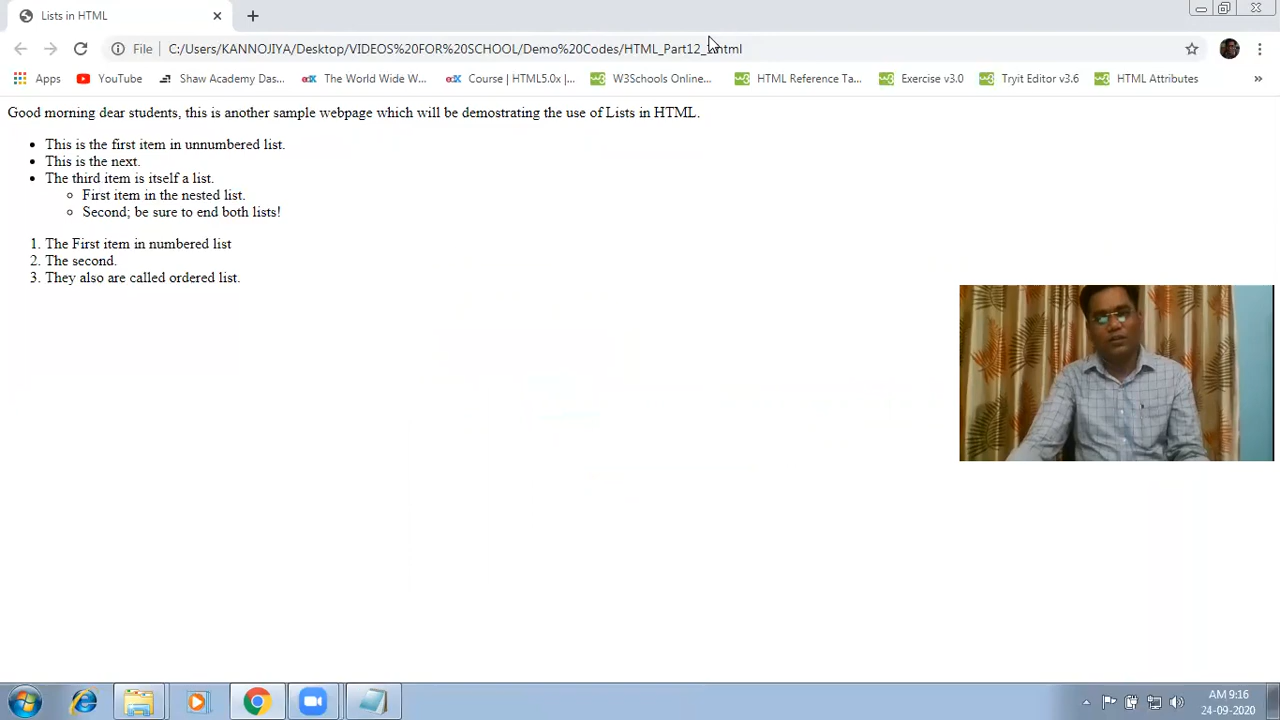 Lists in HTML
File C:/Users/KANNOJIYA/Desktop/VIDEOS%20FOR%20SCHOOL/Demo%20Codes/HTML_Part12_
Apps YouTube Shaw Academy Das... The World Wide W... Course | HTML5.0x |... W3Schools Online... HTML Reference Ta... Exercise v3.0 Tryit Editor v3.6 HTML Attributes »
Good morning dear students, this is another sample webpage which will be demostrating the use of Lists in HTML.
• This is the first item in unnumbered list.
• This is the next.
• The third item is itself a list.
◦ First item in the nested list.
◦ Second; be sure to end both lists!
1. The First item in numbered list
2. The second.
3. They also are called ordered list.
AM 9:16
24-09-2020